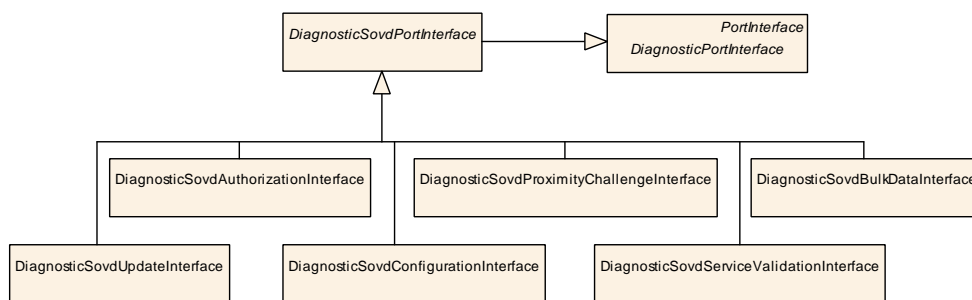 DiagnosticSovdPortInterface
PortInterface
DiagnosticPortInterface
DiagnosticSovdAuthorizationInterface
DiagnosticSovdProximityChallengeInterface
DiagnosticSovdBulkDataInterface
DiagnosticSovdUpdateInterface
DiagnosticSovdConfigurationInterface
DiagnosticSovdServiceValidationInterface